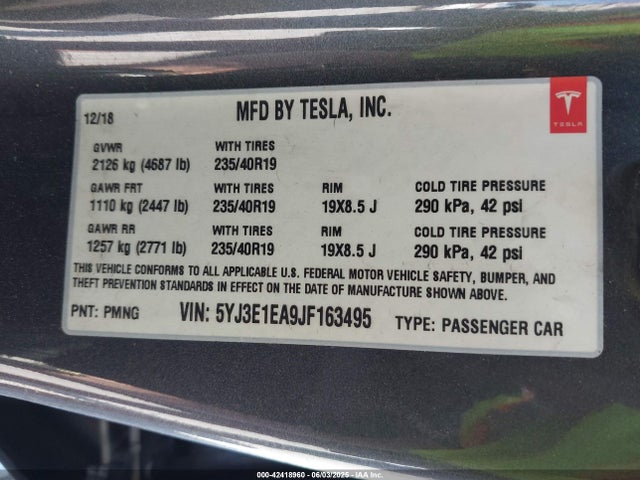 12/18 MFD BY TESLA, INC.
TESLA
GVWR WITH TIRES
2126 kg (4687 lb) 235/40R19
GAWR FRT WITH TIRES RIM COLD TIRE PRESSURE
1110 kg (2447 lb) 235/40R19 19X8.5 J 290 kPa, 42 psi
GAWR RR WITH TIRES RIM COLD TIRE PRESSURE
1257 kg (2771 lb) 235/40R19 19X8.5 J 290 kPa, 42 psi
THIS VEHICLE CONFORMS TO ALL APPLICABLE U.S. FEDERAL MOTOR VEHICLE SAFETY, BUMPER, AND
THEFT PREVENTION STANDARDS IN EFFECT ON THE DATE OF MANUFACTURE SHOWN ABOVE.
PNT: PMNG VIN: 5YJ3E1EA9JF163495 TYPE: PASSENGER CAR
000-42418960 - 06/03/2025 - IAA Inc.